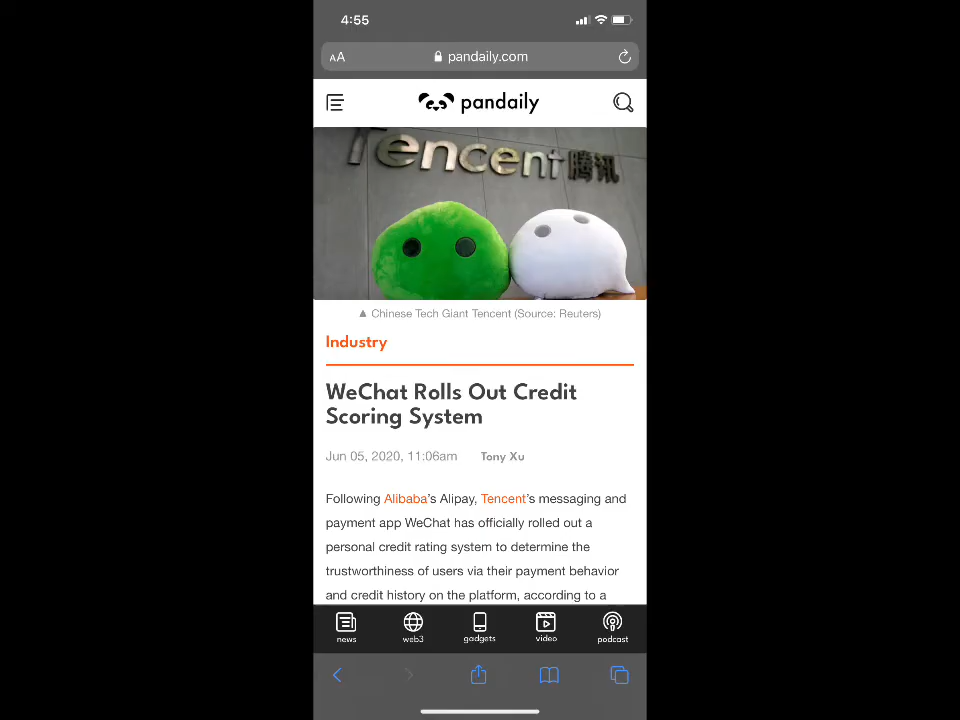 4:55
AA pandaily.com
pandaily
Tencent 腾讯
▲ Chinese Tech Giant Tencent (Source: Reuters)
Industry
WeChat Rolls Out Credit
Scoring System
Jun 05, 2020, 11:06am Tony Xu
Following Alibaba's Alipay, Tencent's messaging and
payment app WeChat has officially rolled out a
personal credit rating system to determine the
trustworthiness of users via their payment behavior
and credit history on the platform, according to a
news web3 gadgets video podcast